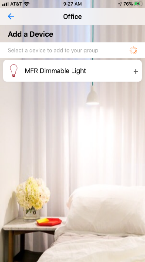 AT&T
9:27 AM
76%
Office
Add a Device
Select a device to add to your group
MFR Dimmable Light
+